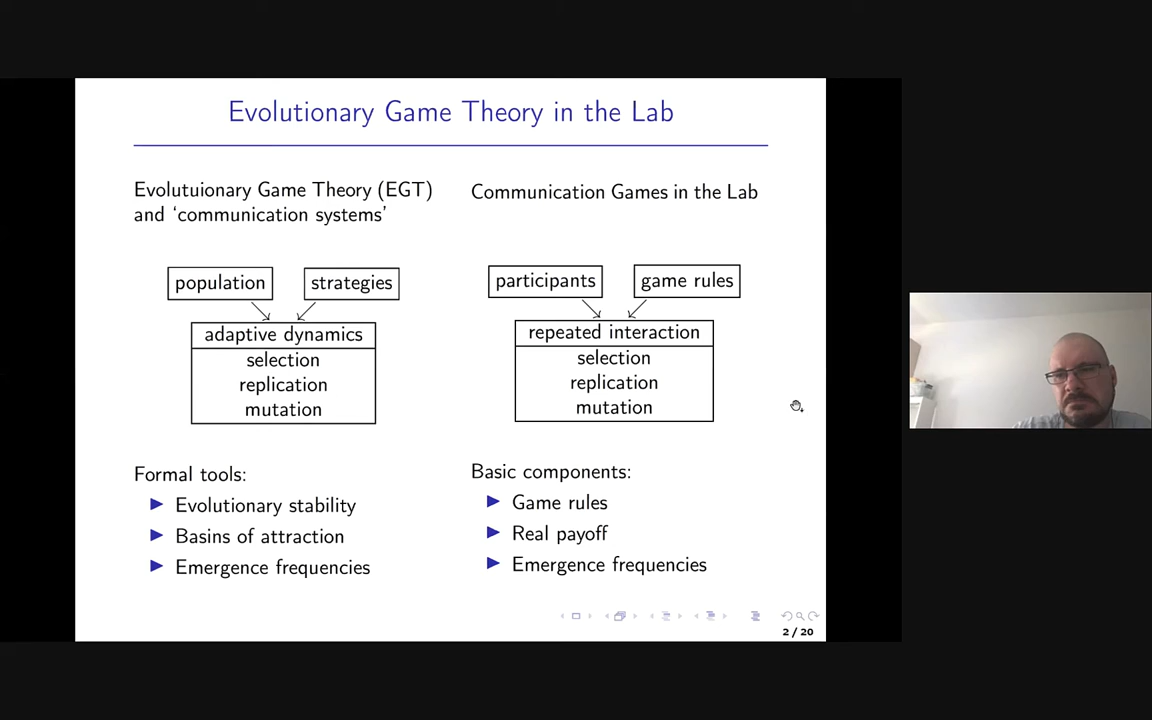 Evolutionary Game Theory in the Lab
Evolutuionary Game Theory (EGT)
and ‘communication systems’
population
strategies
adaptive dynamics
selection
replication
mutation
Formal tools:
Evolutionary stability
Basins of attraction
Emergence frequencies
Communication Games in the Lab
participants
game rules
repeated interaction
selection
replication
mutation
Basic components:
Game rules
Real payoff
Emergence frequencies
2 / 20